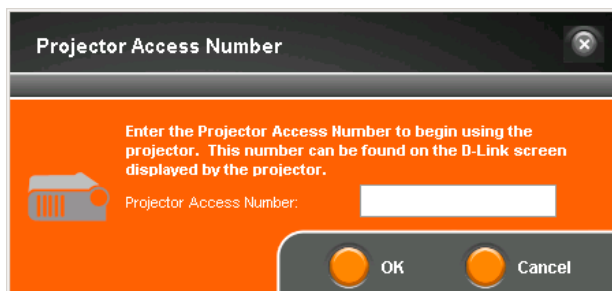 Projector Access Number
Enter the Projector Access Number to begin using the
projector. This number can be found on the D-Link screen
displayed by the projector.
Projector Access Number:
OK
Cancel